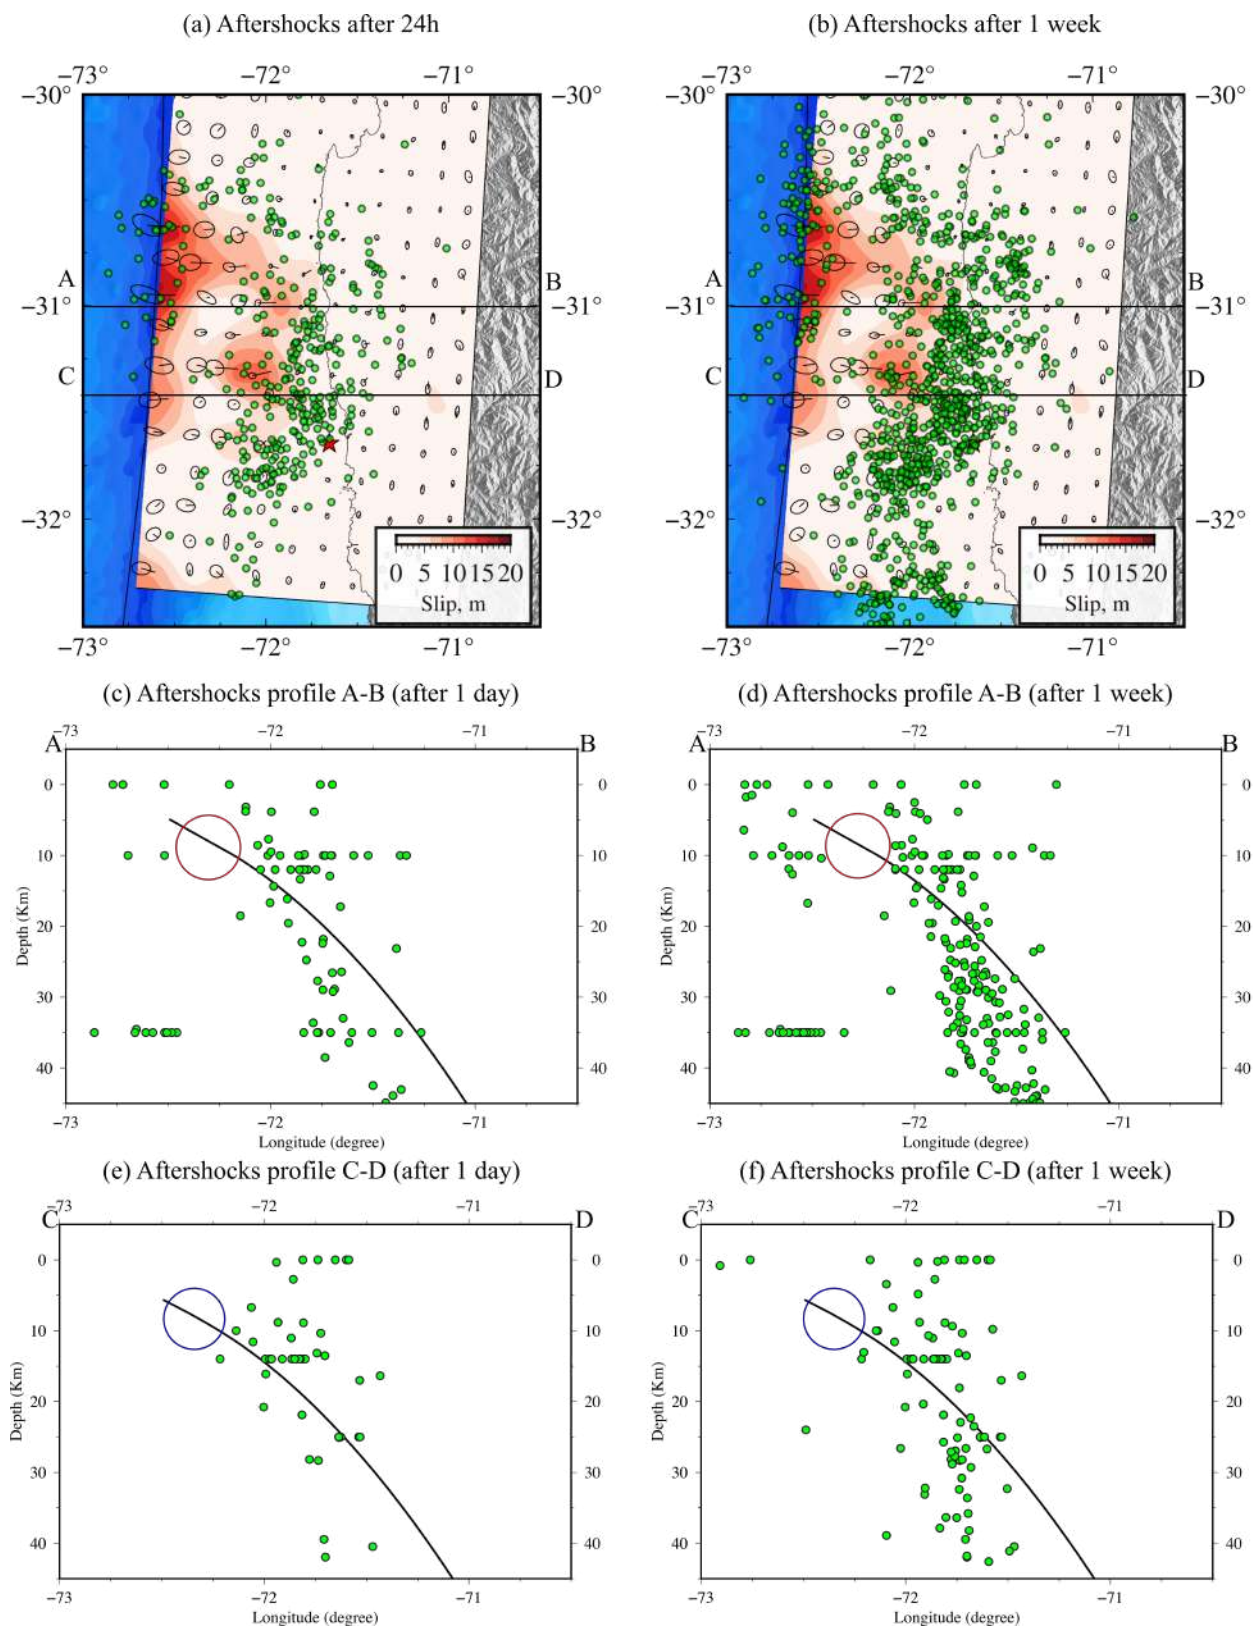 (a) Aftershocks after 24h (b) Aftershocks after 1 week
−73° −72° −71° −73° −72° −71°
−30° −30° −30° −30°
A B A B
−31° −31° −31° −31°
C D C D
−32° −32° −32° −32°
0 5 10 15 20 0 5 10 15 20
Slip, m Slip, m
−73° −72° −71° −73° −72° −71°
(c) Aftershocks profile A-B (after 1 day) (d) Aftershocks profile A-B (after 1 week)
−73 −72 −71 −73 −72 −71
A B A B
0 0 0 0
10 10 10 10
20 20 20 20
30 30 30 30
40 40 40 40
Depth (Km) Depth (Km)
−73 −72 −71 −73 −72 −71
Longitude (degree) Longitude (degree)
(e) Aftershocks profile C-D (after 1 day) (f) Aftershocks profile C-D (after 1 week)
−73 −72 −71 −73 −72 −71
C D C D
0 0 0 0
10 10 10 10
20 20 20 20
30 30 30 30
40 40 40 40
Depth (Km) Depth (Km)
−73 −72 −71 −73 −72 −71
Longitude (degree) Longitude (degree)